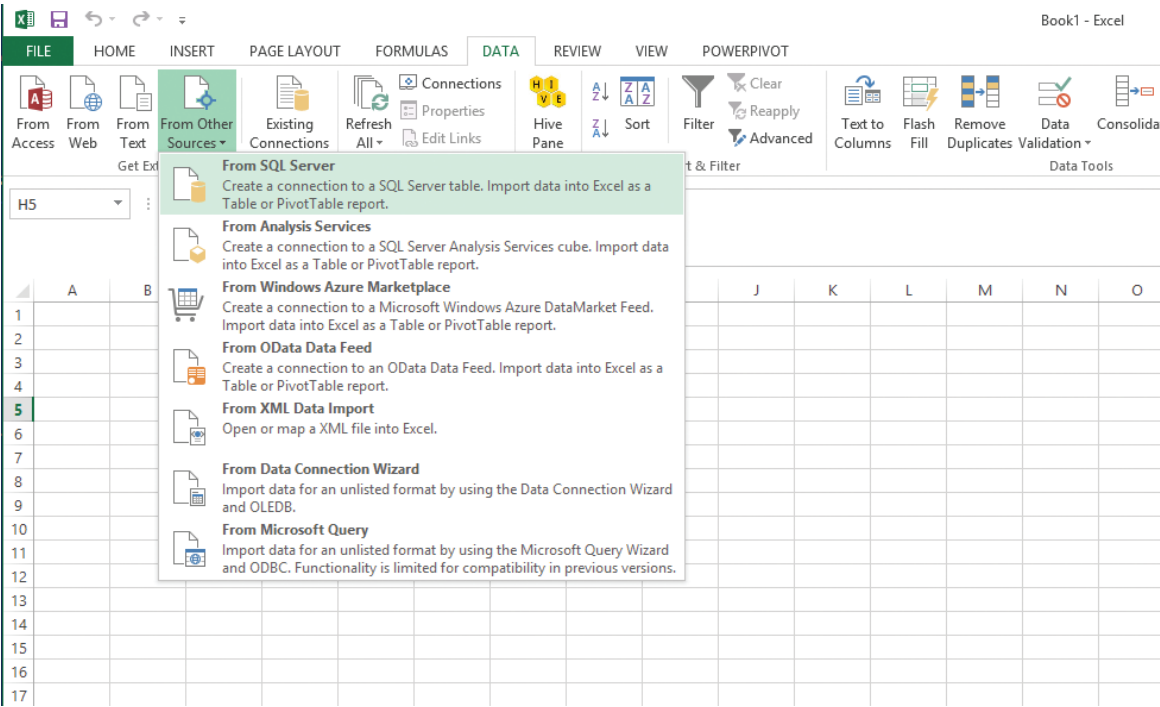 Book1 - Excel
FILE HOME INSERT PAGE LAYOUT FORMULAS DATA REVIEW VIEW POWERPIVOT
From Access
From Web
From Text
From Other Sources
Existing Connections
Refresh All
Connections
Properties
Edit Links
HIVE
Hive Pane
A Z
Z A
Z A A Z
Sort
Filter
Clear
Reapply
Advanced
Text to Columns
Flash Fill
Remove Duplicates
Data Validation
Consolida
Get Ext
t & Filter
Data Tools
H5
From SQL Server
Create a connection to a SQL Server table. Import data into Excel as a
Table or PivotTable report.
From Analysis Services
Create a connection to a SQL Server Analysis Services cube. Import data
into Excel as a Table or PivotTable report.
From Windows Azure Marketplace
Create a connection to a Microsoft Windows Azure DataMarket Feed.
Import data into Excel as a Table or PivotTable report.
From OData Data Feed
Create a connection to an OData Data Feed. Import data into Excel as a
Table or PivotTable report.
From XML Data Import
Open or map a XML file into Excel.
From Data Connection Wizard
Import data for an unlisted format by using the Data Connection Wizard
and OLEDB.
From Microsoft Query
Import data for an unlisted format by using the Microsoft Query Wizard
and ODBC. Functionality is limited for compatibility in previous versions.
A B J K L M N O
1
2
3
4
5
6
7
8
9
10
11
12
13
14
15
16
17